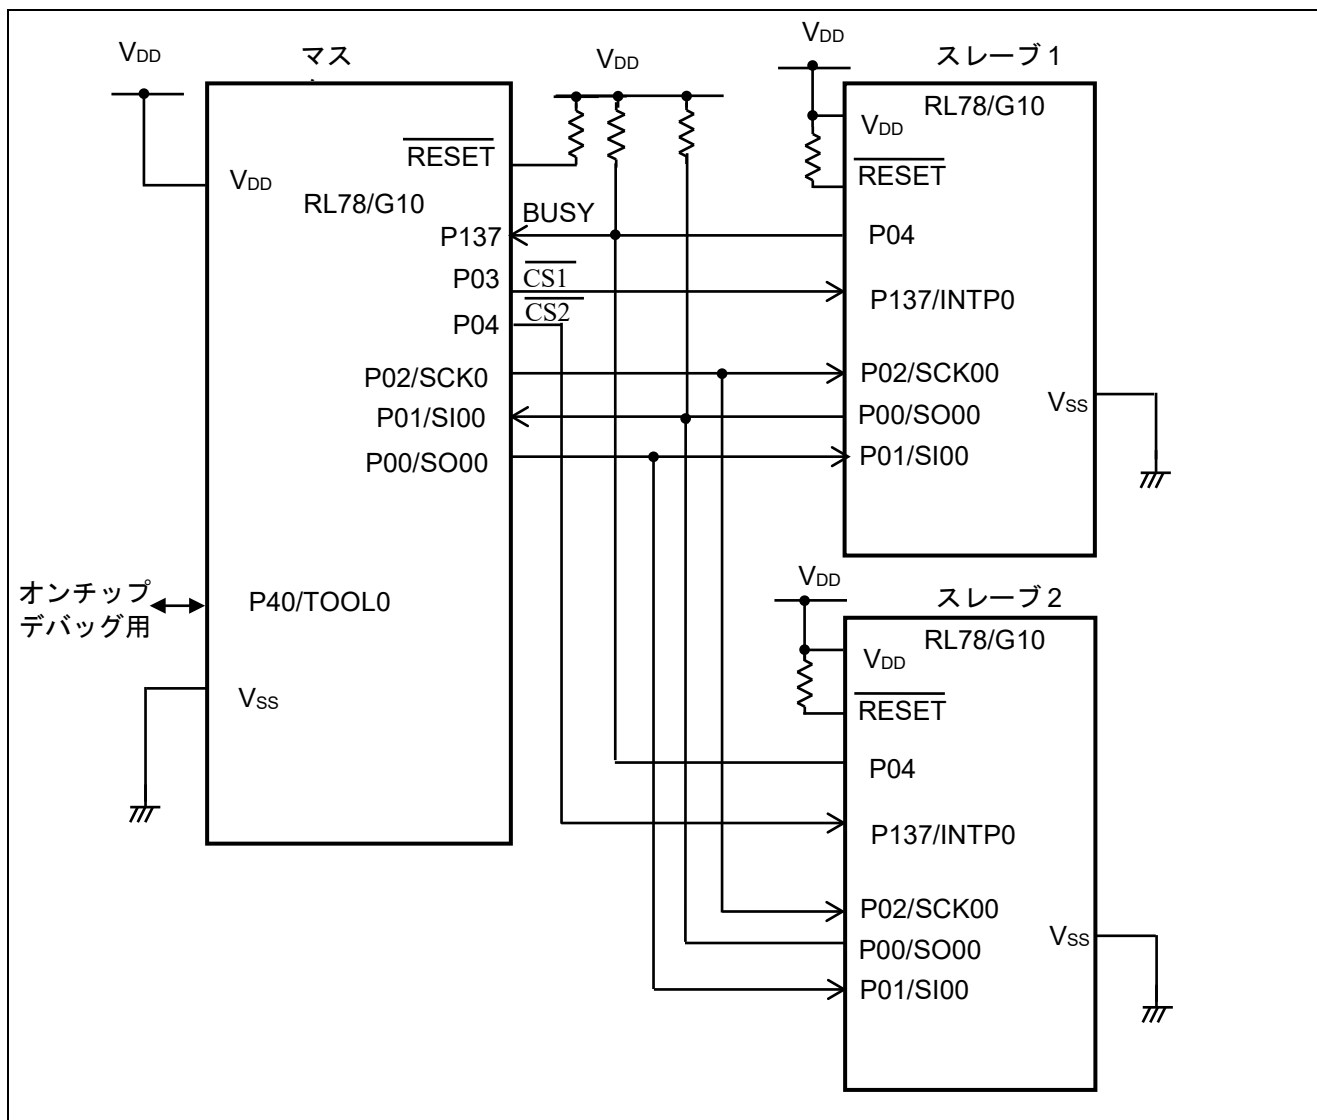 VDD
マス
VDD
VDD
スレーブ1
RL78/G10
VDD
RESET
P04
P137/INTP0
P02/SCK00
P00/SO00
P01/SI00
VSS
RESET
VDD
RL78/G10
BUSY
P137
P03
CS1
P04
CS2
P02/SCK0
P01/SI00
P00/SO00
オンチップ
デバッグ用
P40/TOOL0
VSS
VDD
スレーブ2
RL78/G10
VDD
RESET
P04
P137/INTP0
P02/SCK00
P00/SO00
P01/SI00
VSS